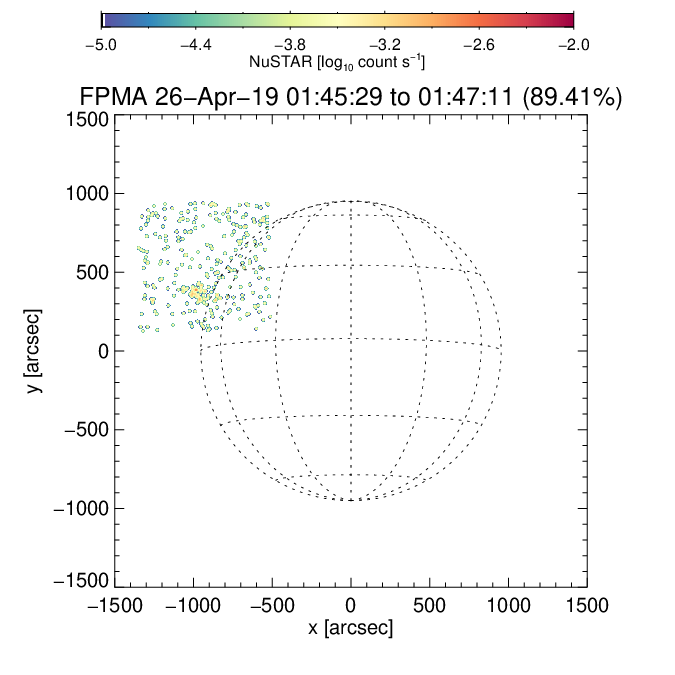 −5.0 −4.4 −3.8 −3.2 −2.6 −2.0
NuSTAR [log₁₀ count s⁻¹]
FPMA 26−Apr−19 01:45:29 to 01:47:11 (89.41%)
1500
1000
500
0
−500
−1000
−1500
y [arcsec]
−1500 −1000 −500 0 500 1000 1500
x [arcsec]